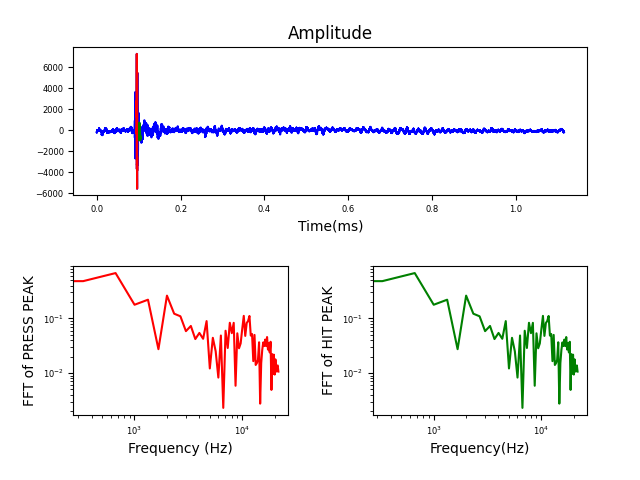 Amplitude
6000
4000
2000
0
−2000
−4000
−6000
0.0 0.2 0.4 0.6 0.8 1.0
Time(ms)
FFT of PRESS PEAK
10⁻¹
10⁻²
10³ 10⁴
Frequency (Hz)
FFT of HIT PEAK
10⁻¹
10⁻²
10³ 10⁴
Frequency(Hz)